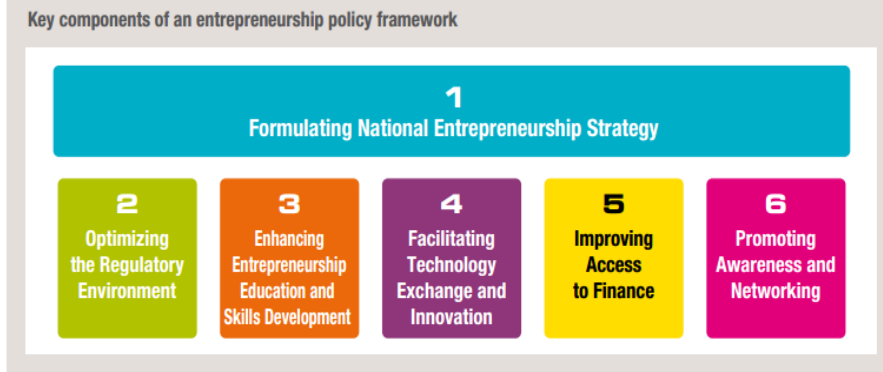 Key components of an entrepreneurship policy framework
1
Formulating National Entrepreneurship Strategy
2
Optimizing
the Regulatory
Environment
3
Enhancing
Entrepreneurship
Education and
Skills Development
4
Facilitating
Technology
Exchange and
Innovation
5
Improving
Access
to Finance
6
Promoting
Awareness and
Networking